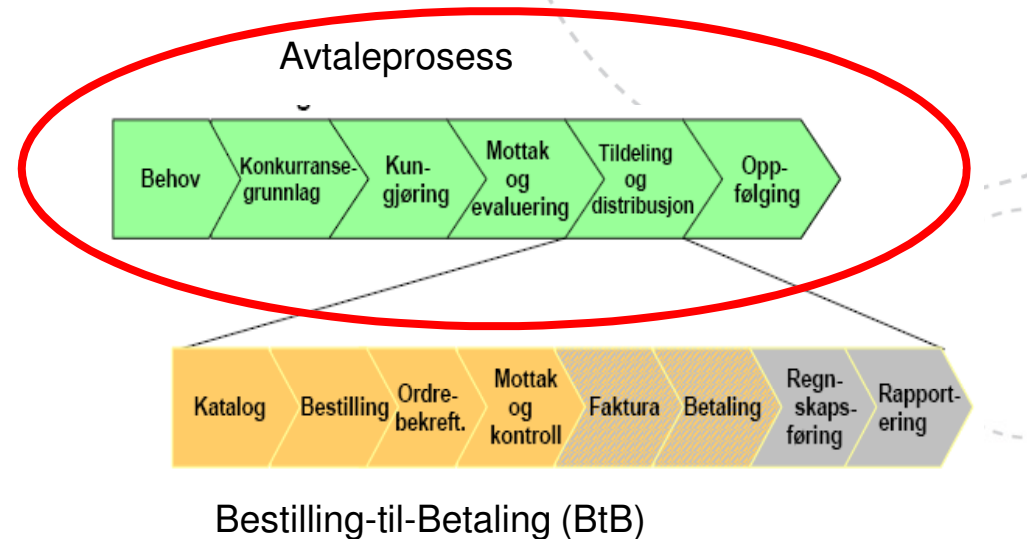 Avtaleprosess
Behov
Konkurranse-
grunnlag
Kun-
gjøring
Mottak
og
evaluering
Tildeling
og
distribusjon
Opp-
følging
Katalog
Bestilling
Ordre-
bekreft.
Mottak
og
kontroll
Faktura
Betaling
Regn-
skaps-
føring
Rapport-
ering
Bestilling-til-Betaling (BtB)